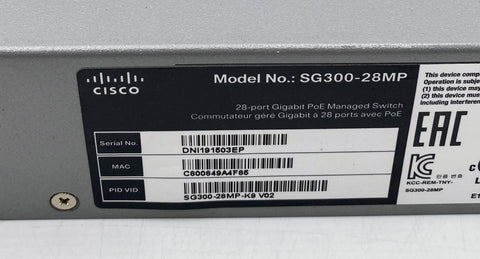 CISCO
Model No.: SG300-28MP
28-port Gigabit PoE Managed Switch
Commutateur géré Gigabit à 28 ports avec PoE
Serial No.
DNI191503EP
MAC
C800849A4F85
PID VID
SG300-28MP-K9 V02
This device comp
Operation is subje
(1) this device may
(2) this device must
including interferen
EAC
KCC-REM-TNY-
SG300-28MP